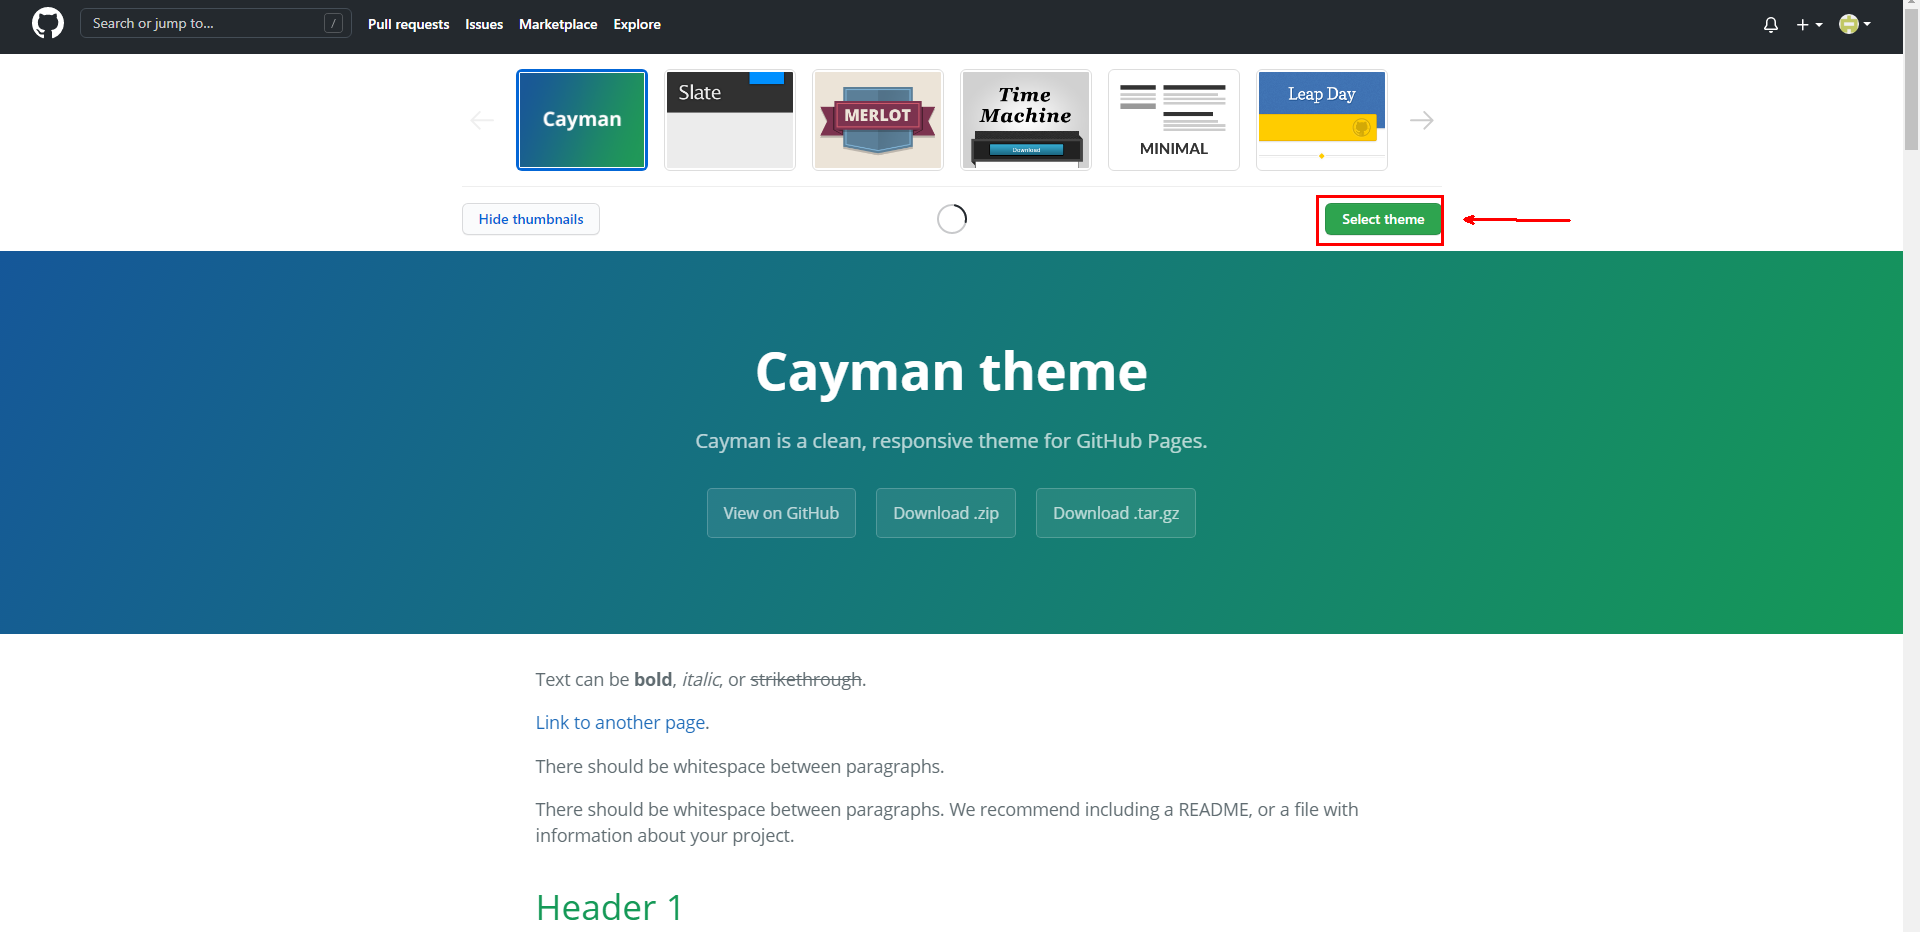 Search or jump to... /
Pull requests Issues Marketplace Explore
Cayman
Slate
MERLOT
Time
Machine
Download
MINIMAL
Leap Day
Hide thumbnails
Select theme
Cayman theme
Cayman is a clean, responsive theme for GitHub Pages.
View on GitHub
Download .zip
Download .tar.gz
Text can be bold, italic, or strikethrough.
Link to another page.
There should be whitespace between paragraphs.
There should be whitespace between paragraphs. We recommend including a README, or a file with
information about your project.
Header 1